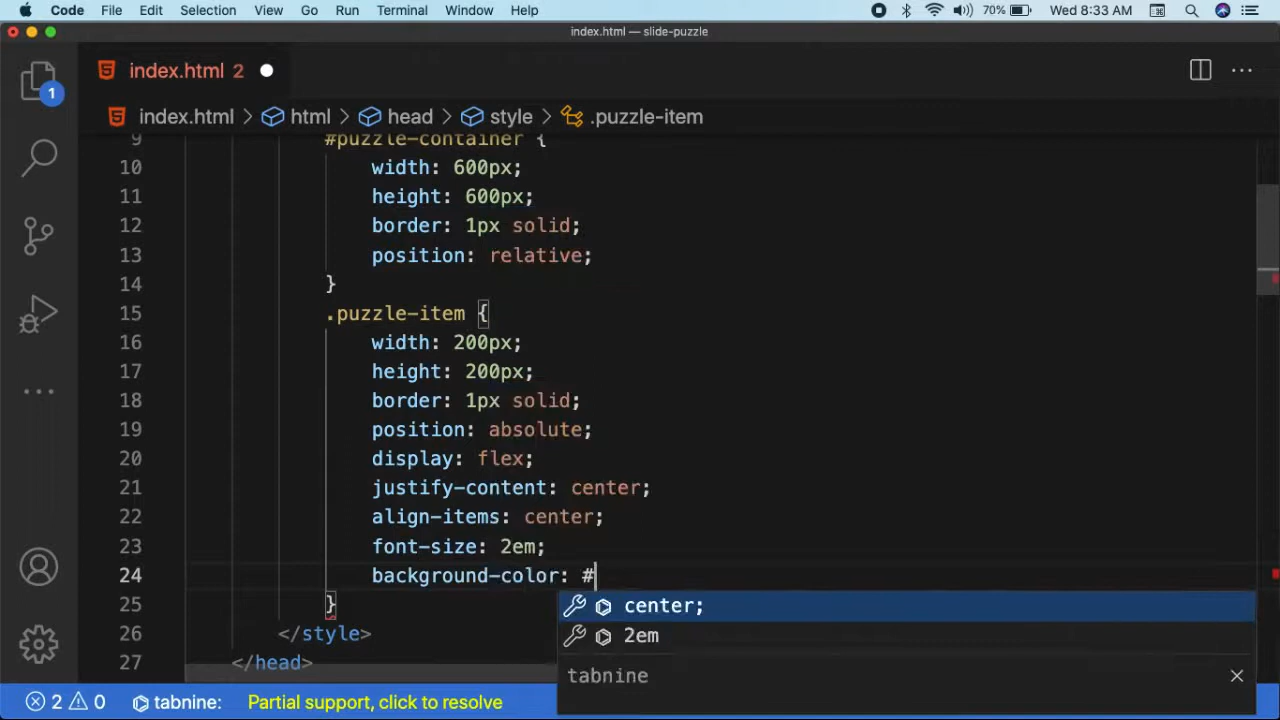 Code File Edit Selection View Go Run Terminal Window Help 70% Wed 8:33 AM
index.html — slide-puzzle
index.html 2
1
index.html > html > head > style > .puzzle-item
9 #puzzle-container {
10 width: 600px;
11 height: 600px;
12 border: 1px solid;
13 position: relative;
14 }
15 .puzzle-item {
16 width: 200px;
17 height: 200px;
18 border: 1px solid;
19 position: absolute;
20 display: flex;
21 justify-content: center;
22 align-items: center;
23 font-size: 2em;
24 background-color: #
25 }
26 </style>
27 </head>
center;
2em
tabnine
2 0 tabnine: Partial support, click to resolve